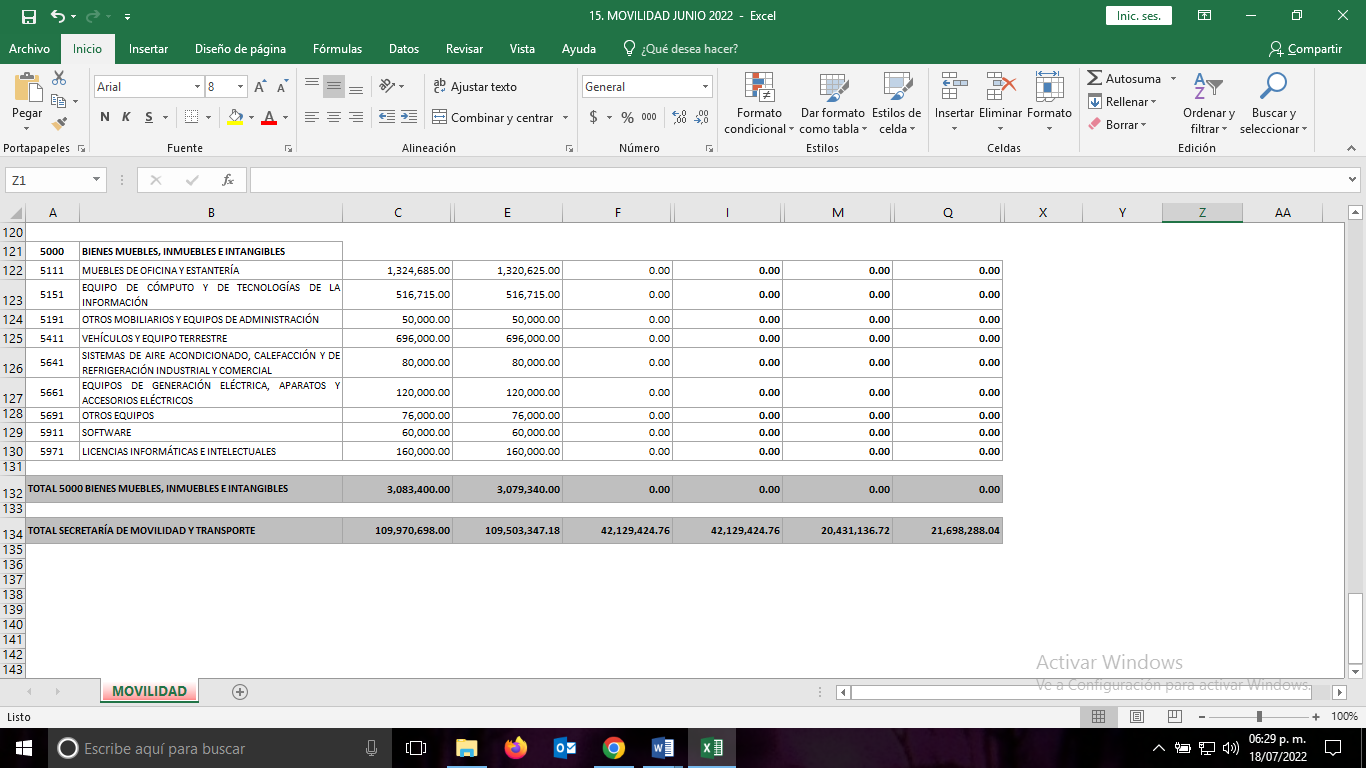 15. MOVILIDAD JUNIO 2022 - Excel
Inic. ses.
Archivo Inicio Insertar Diseño de página Fórmulas Datos Revisar Vista Ayuda ¿Qué desea hacer? Compartir
Pegar
Arial 8
N K S
Ajustar texto
Combinar y centrar
General
$ % 000
Formato condicional
Dar formato como tabla
Estilos de celda
Insertar Eliminar Formato
Autosuma
Rellenar
Borrar
Ordenar y filtrar
Buscar y seleccionar
Portapapeles Fuente Alineación Número Estilos Celdas Edición
Z1 fx
A B C E F I M Q X Y Z AA
120
121 5000 BIENES MUEBLES, INMUEBLES E INTANGIBLES
122 5111 MUEBLES DE OFICINA Y ESTANTERÍA 1,324,685.00 1,320,625.00 0.00 0.00 0.00 0.00
123 5151 EQUIPO DE CÓMPUTO Y DE TECNOLOGÍAS DE LA INFORMACIÓN 516,715.00 516,715.00 0.00 0.00 0.00 0.00
124 5191 OTROS MOBILIARIOS Y EQUIPOS DE ADMINISTRACIÓN 50,000.00 50,000.00 0.00 0.00 0.00 0.00
125 5411 VEHÍCULOS Y EQUIPO TERRESTRE 696,000.00 696,000.00 0.00 0.00 0.00 0.00
126 5641 SISTEMAS DE AIRE ACONDICIONADO, CALEFACCIÓN Y DE REFRIGERACIÓN INDUSTRIAL Y COMERCIAL 80,000.00 80,000.00 0.00 0.00 0.00 0.00
127 5661 EQUIPOS DE GENERACIÓN ELÉCTRICA, APARATOS Y ACCESORIOS ELÉCTRICOS 120,000.00 120,000.00 0.00 0.00 0.00 0.00
128 5691 OTROS EQUIPOS 76,000.00 76,000.00 0.00 0.00 0.00 0.00
129 5911 SOFTWARE 60,000.00 60,000.00 0.00 0.00 0.00 0.00
130 5971 LICENCIAS INFORMÁTICAS E INTELECTUALES 160,000.00 160,000.00 0.00 0.00 0.00 0.00
131
132 TOTAL 5000 BIENES MUEBLES, INMUEBLES E INTANGIBLES 3,083,400.00 3,079,340.00 0.00 0.00 0.00 0.00
133
134 TOTAL SECRETARÍA DE MOVILIDAD Y TRANSPORTE 109,970,698.00 109,503,347.18 42,129,424.76 42,129,424.76 20,431,136.72 21,698,288.04
135
136
137
138
139
140
141
142
143
Activar Windows
Ve a Configuración para activar Windows.
MOVILIDAD
Listo 100%
Escribe aquí para buscar
06:29 p. m.
18/07/2022